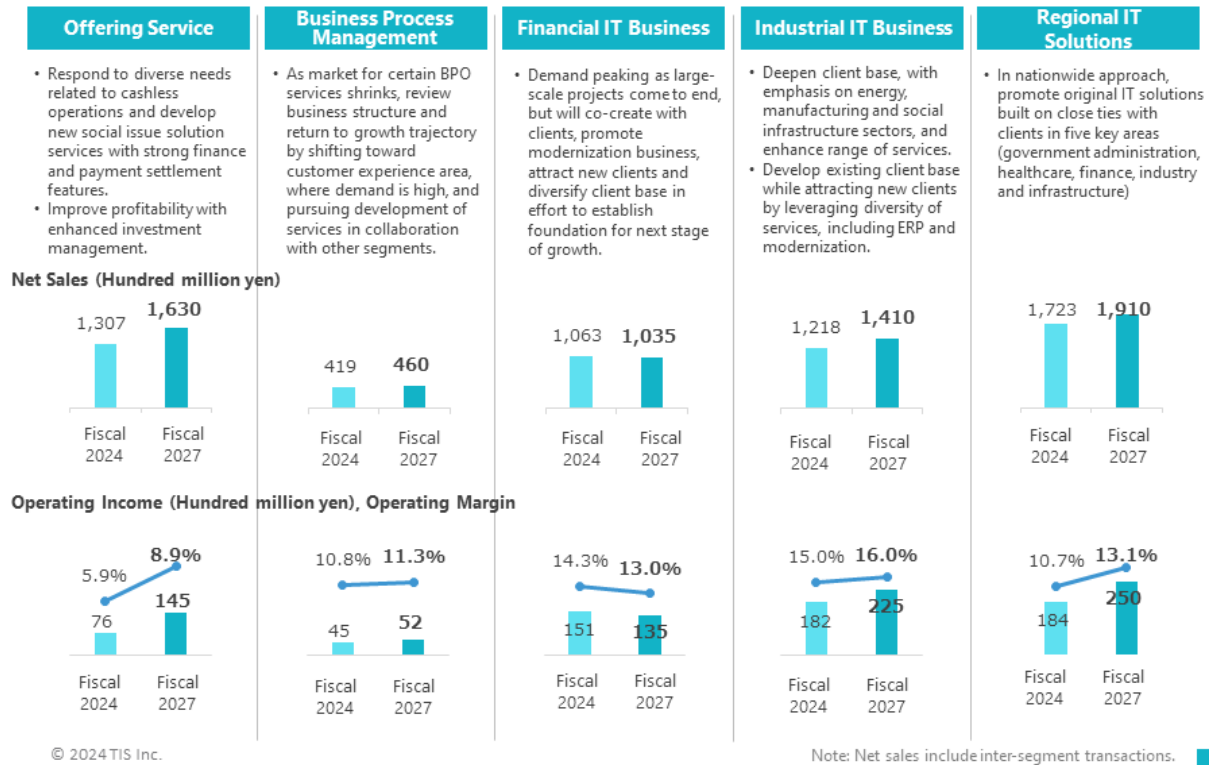 Offering Service
Business Process
Management
Financial IT Business
Industrial IT Business
Regional IT
Solutions
• Respond to diverse needs
related to cashless
operations and develop
new social issue solution
services with strong finance
and payment settlement
features.
• Improve profitability with
enhanced investment
management.
• As market for certain BPO
services shrinks, review
business structure and
return to growth trajectory
by shifting toward
customer experience area,
where demand is high, and
pursuing development of
services in collaboration
with other segments.
• Demand peaking as large-
scale projects come to end,
but will co-create with
clients, promote
modernization business,
attract new clients and
diversify client base in
effort to establish
foundation for next stage
of growth.
• Deepen client base, with
emphasis on energy,
manufacturing and social
infrastructure sectors, and
enhance range of services.
• Develop existing client base
while attracting new clients
by leveraging diversity of
services, including ERP and
modernization.
• In nationwide approach,
promote original IT solutions
built on close ties with
clients in five key areas
(government administration,
healthcare, finance, industry
and infrastructure)
Net Sales (Hundred million yen)
1,307
1,630
Fiscal
2024
Fiscal
2027
419
460
Fiscal
2024
Fiscal
2027
1,063
1,035
Fiscal
2024
Fiscal
2027
1,218
1,410
Fiscal
2024
Fiscal
2027
1,723
1,910
Fiscal
2024
Fiscal
2027
Operating Income (Hundred million yen), Operating Margin
5.9%
8.9%
76
145
Fiscal
2024
Fiscal
2027
10.8%
11.3%
45
52
Fiscal
2024
Fiscal
2027
14.3%
13.0%
151
135
Fiscal
2024
Fiscal
2027
15.0%
16.0%
182
225
Fiscal
2024
Fiscal
2027
10.7%
13.1%
184
250
Fiscal
2024
Fiscal
2027
© 2024 TIS Inc.
Note: Net sales include inter-segment transactions.